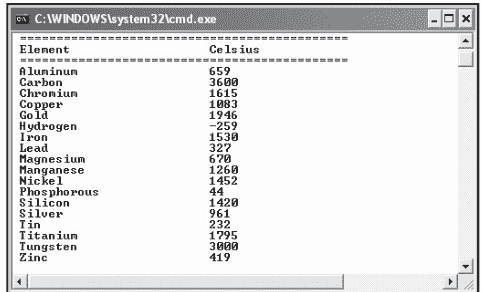 C:\WINDOWS\system32\cmd.exe
================================================
Element Celsius
================================================
Aluminum 659
Carbon 3600
Chromium 1615
Copper 1083
Gold 1946
Hydrogen -259
Iron 1530
Lead 327
Magnesium 670
Manganese 1260
Nickel 1452
Phosphorous 44
Silicon 1420
Silver 961
Tin 232
Titanium 1795
Tungsten 3000
Zinc 419